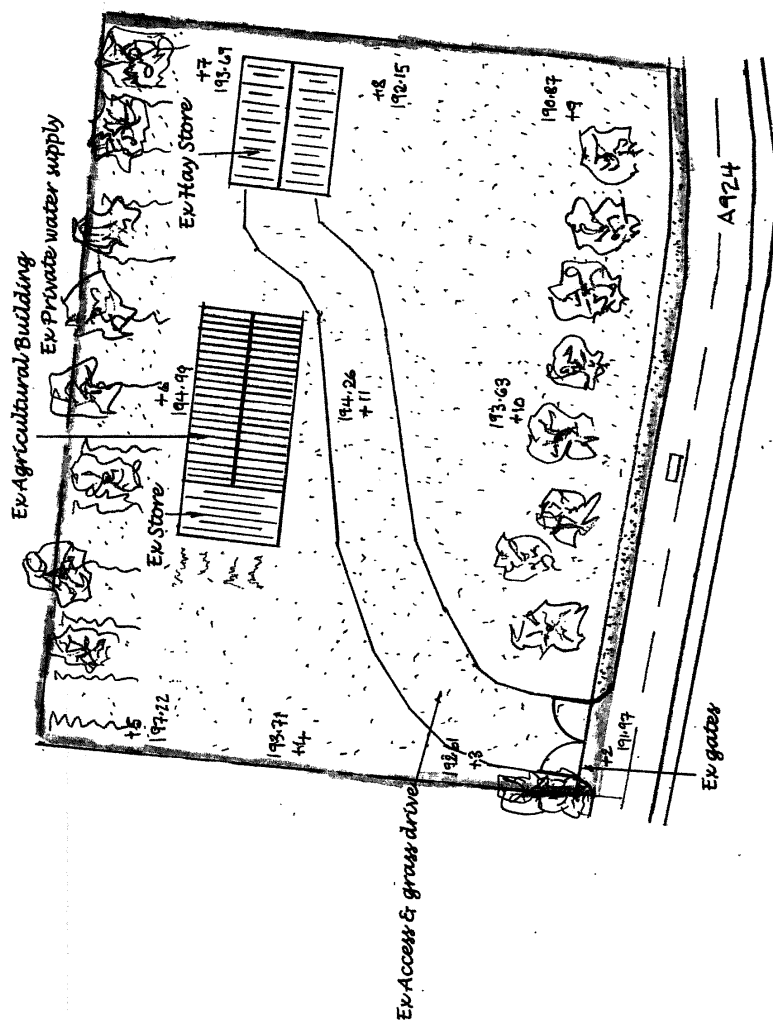 Ex Agricultural Building
Ex Private water supply
Ex Hay Store
Ex Store
+7
193.69
+8
192.15
190.87
+9
+6
194.99
194.26
+11
193.63
+10
+5
197.22
193.71
+4
192.61
+3
+2
191.97
A924
Ex Access & grass drive
Ex gates